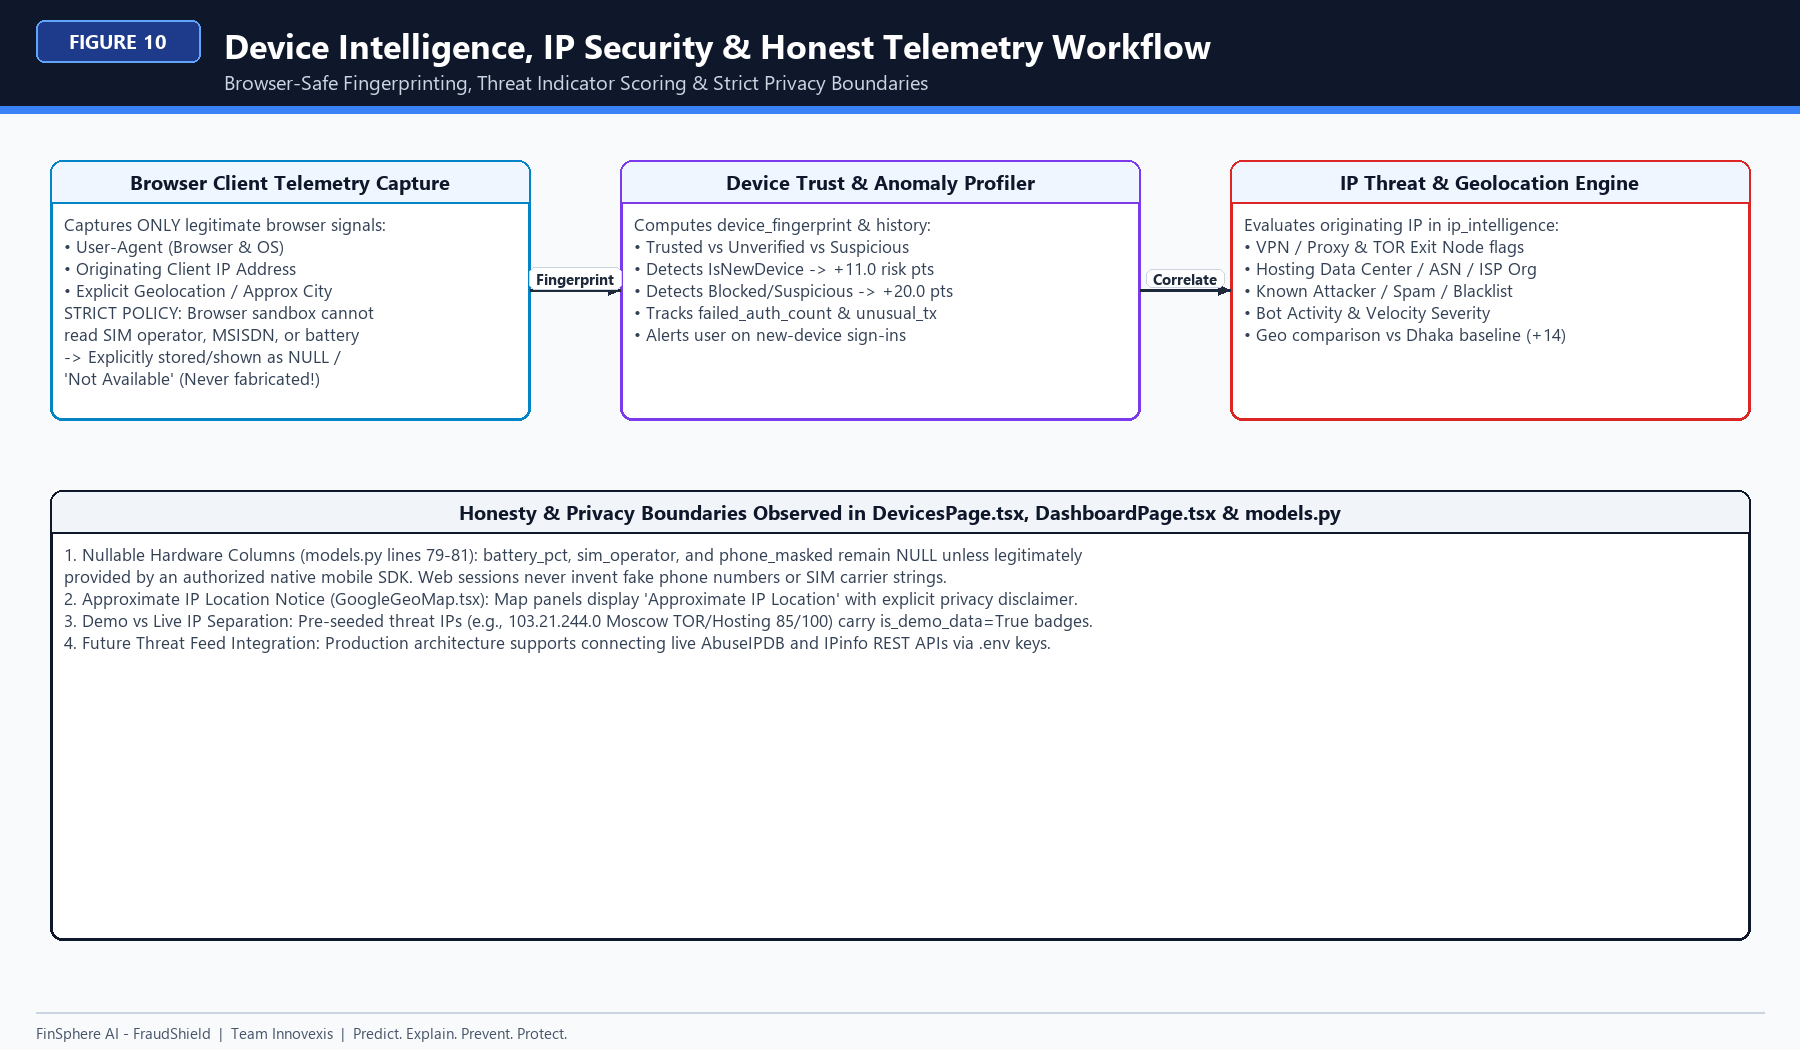 FIGURE 10
Device Intelligence, IP Security & Honest Telemetry Workflow
Browser-Safe Fingerprinting, Threat Indicator Scoring & Strict Privacy Boundaries
Browser Client Telemetry Capture
Captures ONLY legitimate browser signals:
• User-Agent (Browser & OS)
• Originating Client IP Address
• Explicit Geolocation / Approx City
STRICT POLICY: Browser sandbox cannot
read SIM operator, MSISDN, or battery
-> Explicitly stored/shown as NULL /
'Not Available' (Never fabricated!)
Fingerprint
Device Trust & Anomaly Profiler
Computes device_fingerprint & history:
• Trusted vs Unverified vs Suspicious
• Detects IsNewDevice -> +11.0 risk pts
• Detects Blocked/Suspicious -> +20.0 pts
• Tracks failed_auth_count & unusual_tx
• Alerts user on new-device sign-ins
Correlate
IP Threat & Geolocation Engine
Evaluates originating IP in ip_intelligence:
• VPN / Proxy & TOR Exit Node flags
• Hosting Data Center / ASN / ISP Org
• Known Attacker / Spam / Blacklist
• Bot Activity & Velocity Severity
• Geo comparison vs Dhaka baseline (+14)
Honesty & Privacy Boundaries Observed in DevicesPage.tsx, DashboardPage.tsx & models.py
1. Nullable Hardware Columns (models.py lines 79-81): battery_pct, sim_operator, and phone_masked remain NULL unless legitimately
provided by an authorized native mobile SDK. Web sessions never invent fake phone numbers or SIM carrier strings.
2. Approximate IP Location Notice (GoogleGeoMap.tsx): Map panels display 'Approximate IP Location' with explicit privacy disclaimer.
3. Demo vs Live IP Separation: Pre-seeded threat IPs (e.g., 103.21.244.0 Moscow TOR/Hosting 85/100) carry is_demo_data=True badges.
4. Future Threat Feed Integration: Production architecture supports connecting live AbuseIPDB and IPinfo REST APIs via .env keys.
FinSphere AI - FraudShield | Team Innovexis | Predict. Explain. Prevent. Protect.